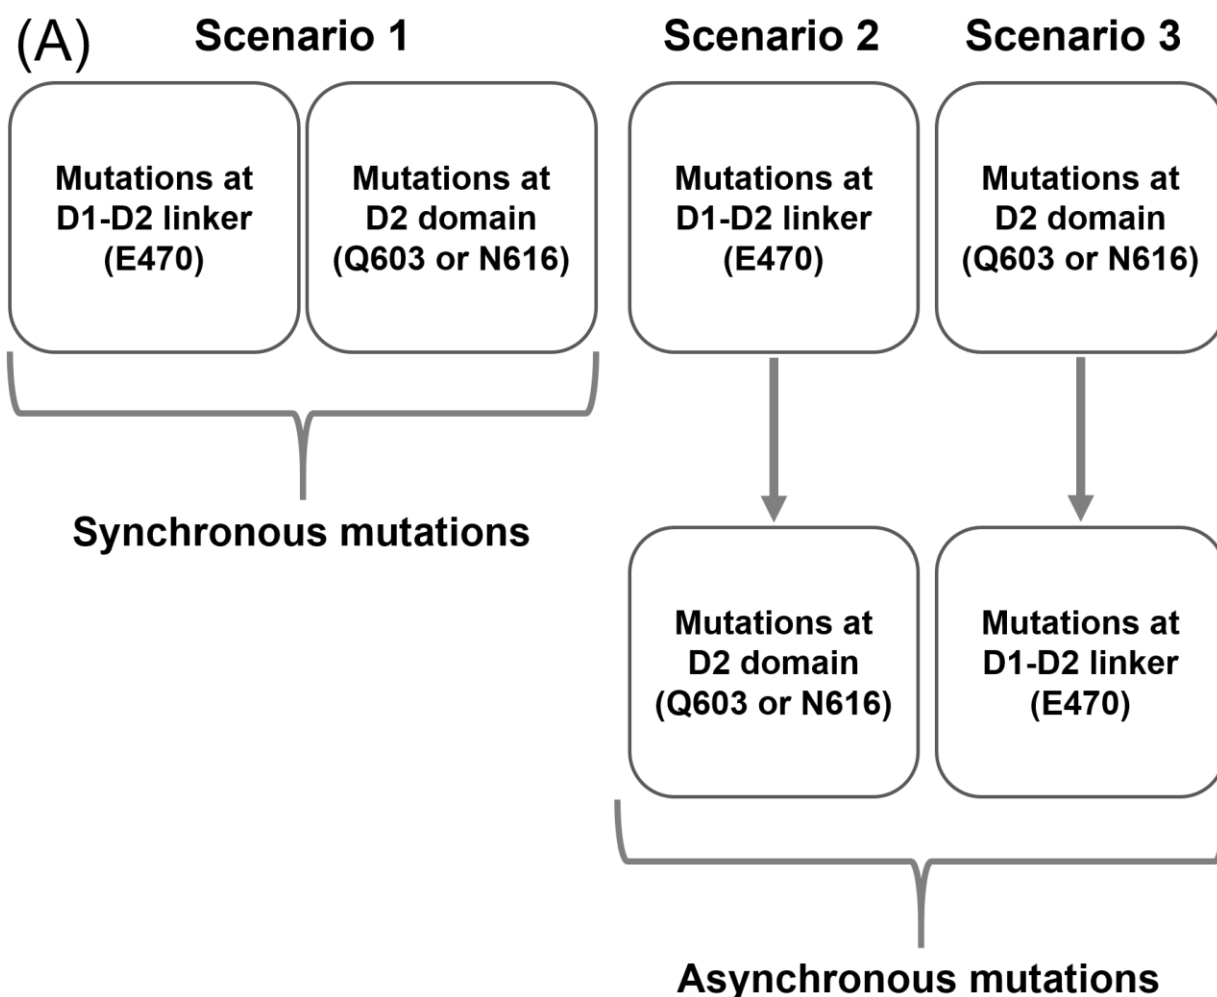 (A)
Scenario 1
Scenario 2
Scenario 3
Mutations at
D1-D2 linker
(E470)
Mutations at
D2 domain
(Q603 or N616)
Mutations at
D1-D2 linker
(E470)
Mutations at
D2 domain
(Q603 or N616)
Synchronous mutations
Mutations at
D2 domain
(Q603 or N616)
Mutations at
D1-D2 linker
(E470)
Asynchronous mutations